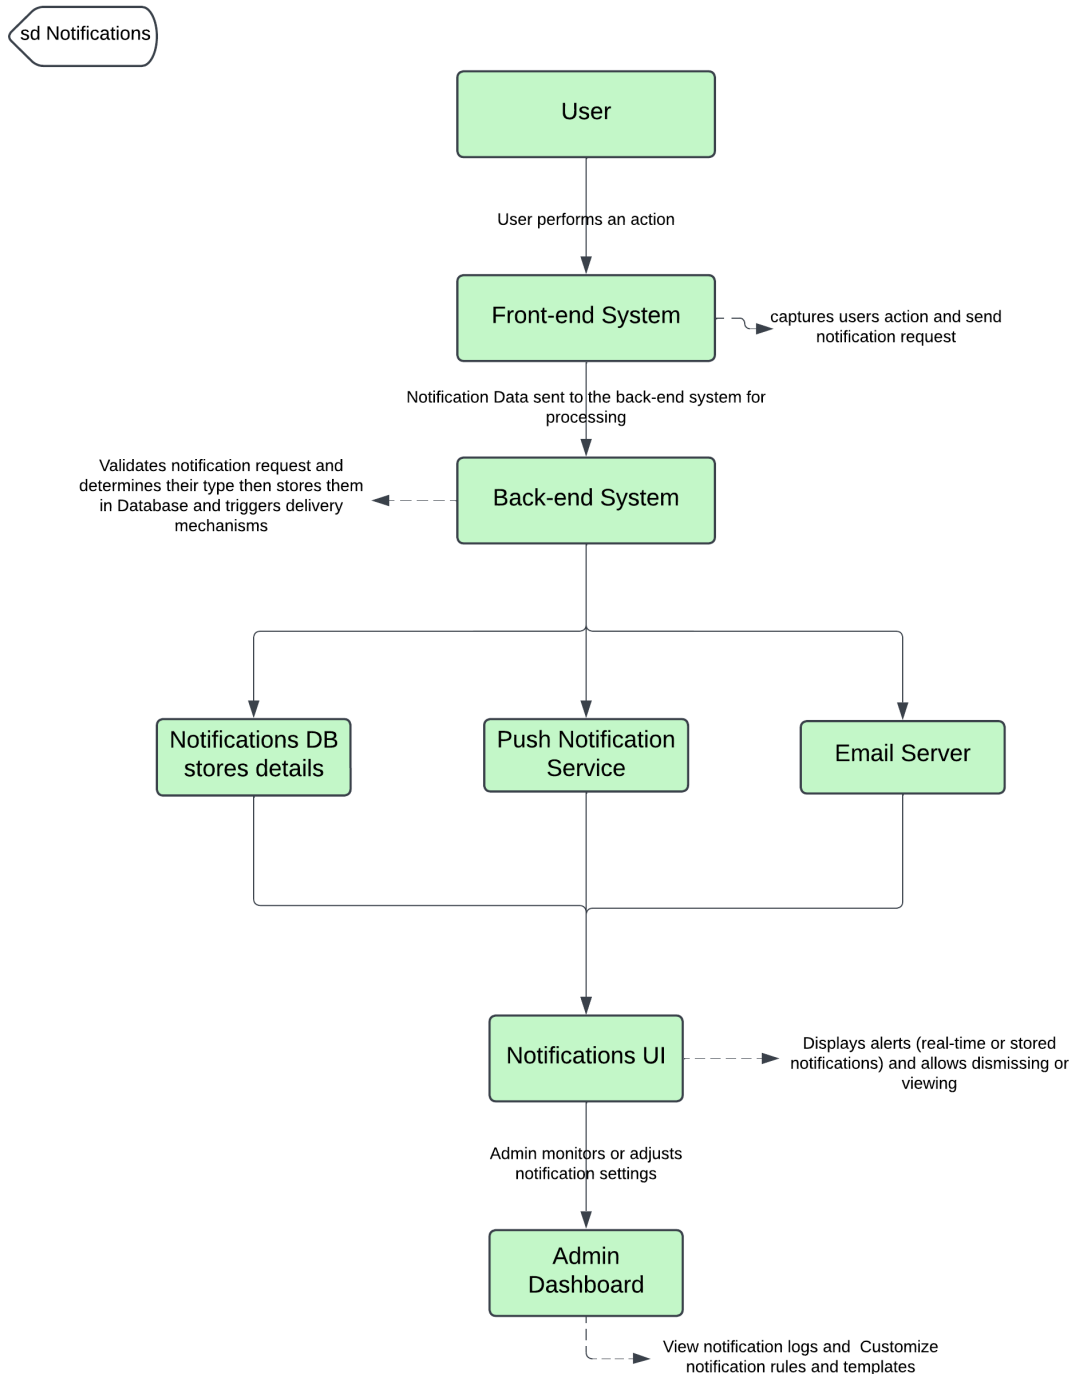 sd Notifications
User
User performs an action
Front-end System
captures users action and send
notification request
Notification Data sent to the back-end system for
processing
Validates notification request and
determines their type then stores them
in Database and triggers delivery
mechanisms
Back-end System
Notifications DB
stores details
Push Notification
Service
Email Server
Notifications UI
Displays alerts (real-time or stored
notifications) and allows dismissing or
viewing
Admin monitors or adjusts
notification settings
Admin
Dashboard
View notification logs and  Customize
notification rules and templates